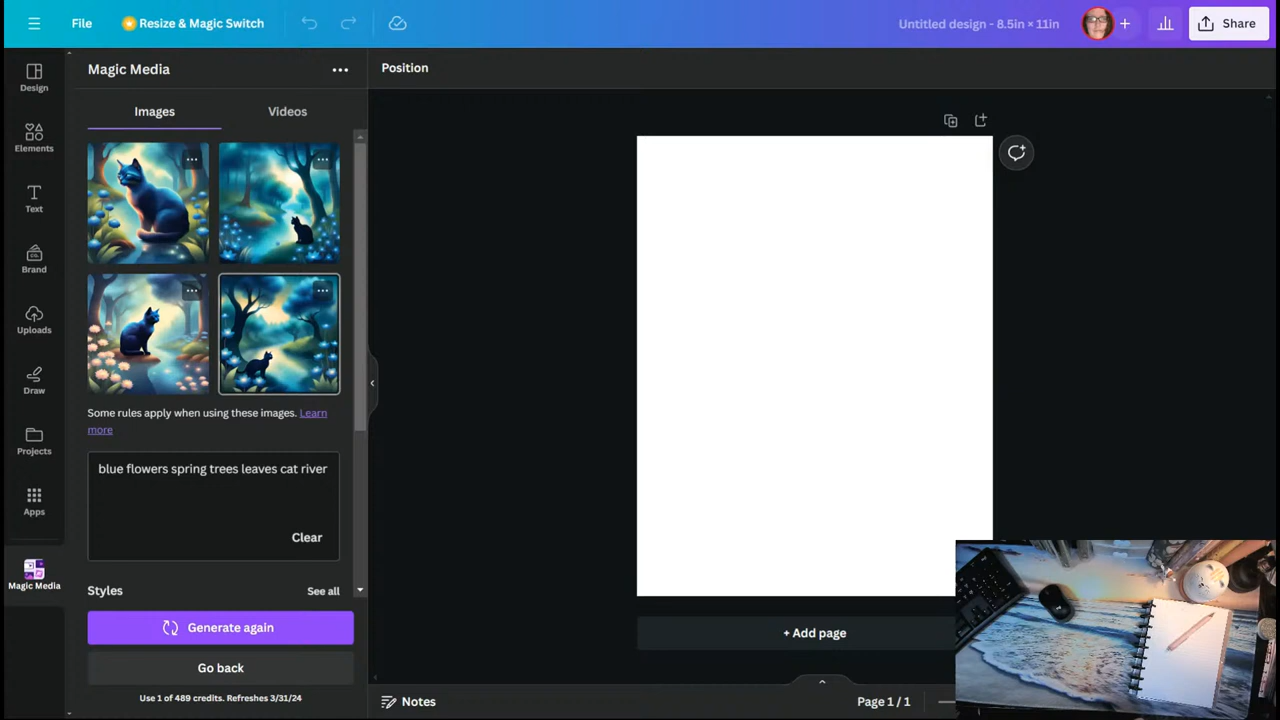 File
Resize & Magic Switch
Untitled design - 8.5in × 11in
Share
Design
Elements
Text
Brand
Uploads
Draw
Projects
Apps
Magic Media
Magic Media
Images
Videos
Some rules apply when using these images. Learn
more
blue flowers spring trees leaves cat river
Clear
Styles
See all
Generate again
Go back
Use 1 of 489 credits. Refreshes 3/31/24
Position
+ Add page
Notes
Page 1 / 1